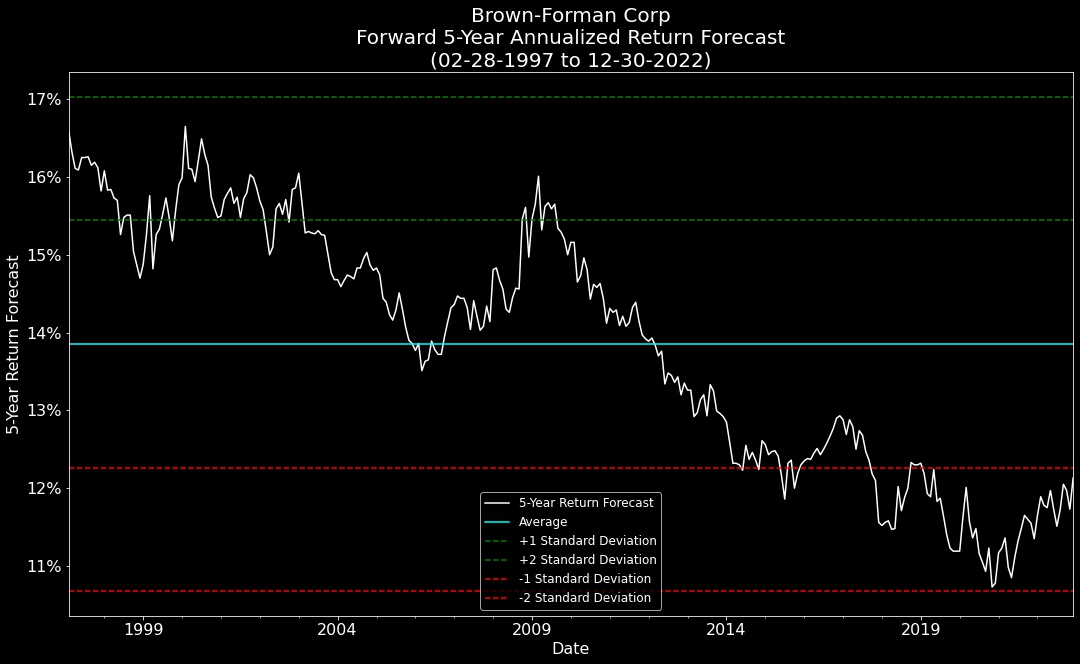 Brown-Forman Corp
Forward 5-Year Annualized Return Forecast
(02-28-1997 to 12-30-2022)
17%
16%
15%
14%
13%
12%
11%
5-Year Return Forecast
5-Year Return Forecast
Average
+1 Standard Deviation
+2 Standard Deviation
-1 Standard Deviation
-2 Standard Deviation
1999 2004 2009 2014 2019
Date